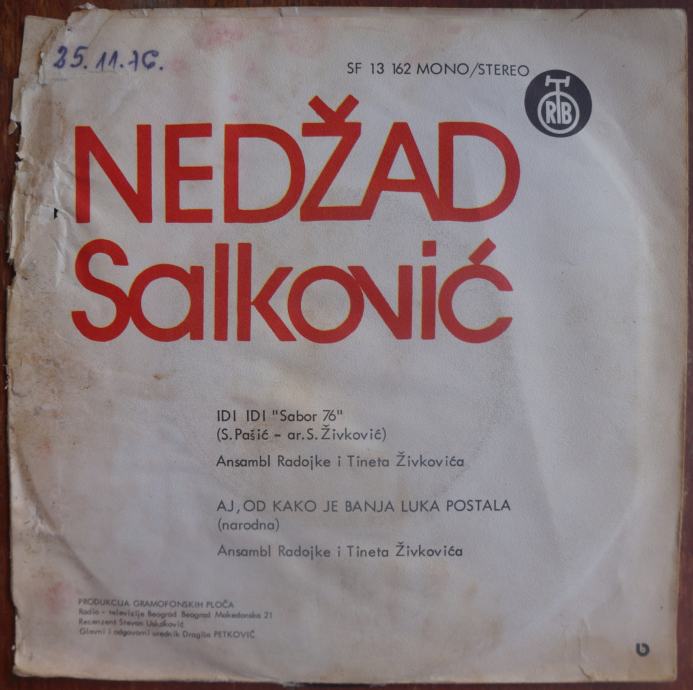 25.11.76.
SF 13 162 MONO/STEREO
RTB
NEDŽAD
Salković
IDI IDI "Sabor 76"
(S.Pašić - ar.S.Živković)
Ansambl Radojke i Tineta Živkovića
AJ, OD KAKO JE BANJA LUKA POSTALA
(narodna)
Ansambl Radojke i Tineta Živkovića
PRODUKCIJA GRAMOFONSKIH PLOČA
Radio - televizije Beograd Beograd Makedonska 21
Recenzent Stevan
Glavni i odgovorni urednik Dragiša PETKOVIĆ
b